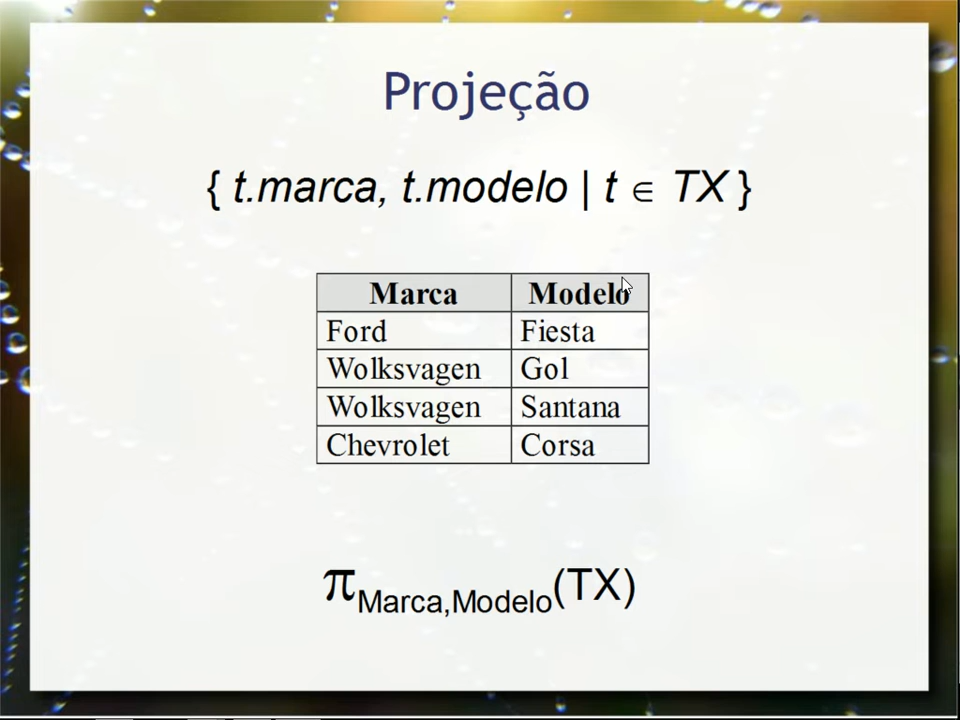 Projeção
{ t.marca, t.modelo | t ∈ TX }
Marca Modelo
Ford Fiesta
Wolksvagen Gol
Wolksvagen Santana
Chevrolet Corsa
πMarca,Modelo(TX)